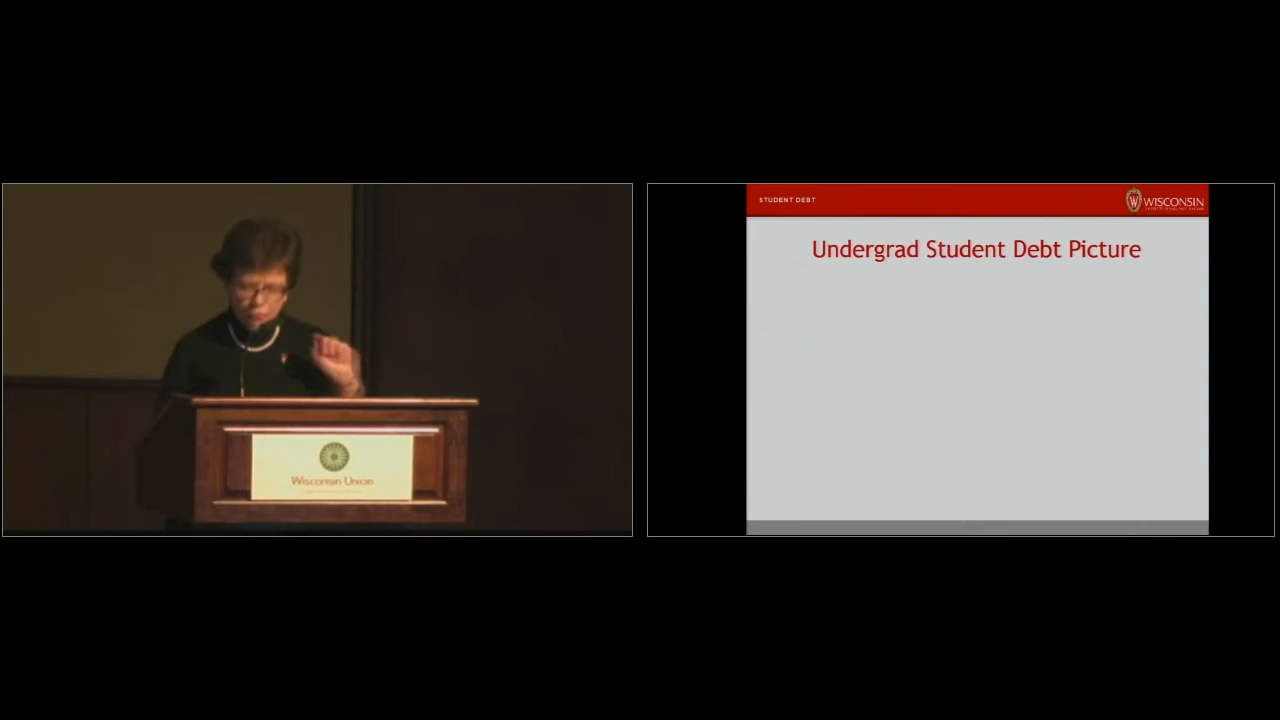 Wisconsin Union
STUDENT DEBT
W WISCONSIN
Undergrad Student Debt Picture